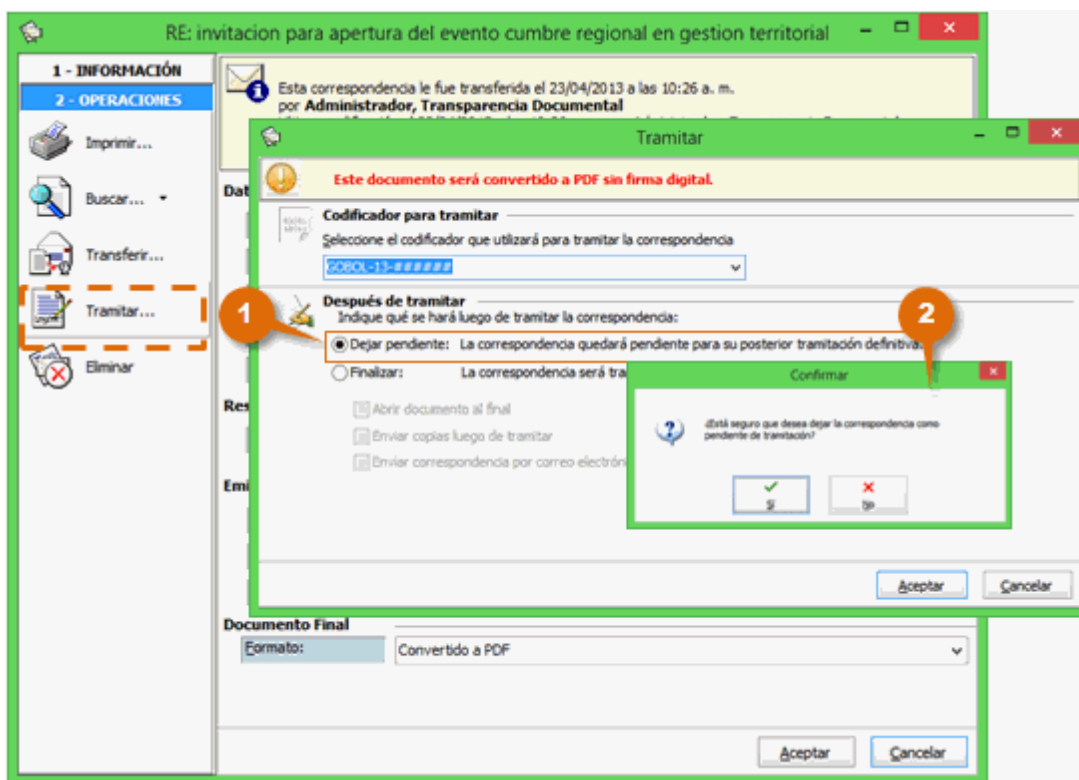 RE: invitacion para apertura del evento cumbre regional en gestion territorial
1 - INFORMACIÓN
2 - OPERACIONES
Imprimir...
Buscar...
Transferir...
Tramitar...
Eliminar
Esta correspondencia le fue transferida el 23/04/2013 a las 10:26 a. m.
por Administrador, Transparencia Documental
Dat
Res
Emi
Tramitar
Este documento será convertido a PDF sin firma digital.
Codificador para tramitar
Seleccione el codificador que utilizará para tramitar la correspondencia
GOBOL-13-######
Después de tramitar
Indique qué se hará luego de tramitar la correspondencia:
1
2
Dejar pendiente: La correspondencia quedará pendiente para su posterior tramitación definitiva.
Finalizar: La correspondencia será tra
Abrir documento al final
Enviar copias luego de tramitar
Enviar correspondencia por correo electrón
Confirmar
¿Está seguro que desea dejar la correspondencia como
pendiente de tramitación?
Sí
No
Aceptar
Cancelar
Documento Final
Formato:
Convertido a PDF
Aceptar
Cancelar